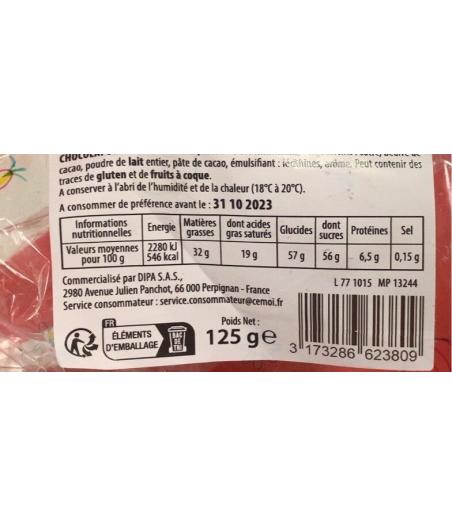 CHOCOLAT
cacao, poudre de lait entier, pâte de cacao, émulsifiant : lécithines, arôme. Peut contenir des
traces de gluten et de fruits à coque.
A conserver à l'abri de l'humidité et de la chaleur (18°C à 20°C).
A consommer de préférence avant le : 31 10 2023
Informations nutritionnelles Energie Matières grasses dont acides gras saturés Glucides dont sucres Protéines Sel
Valeurs moyennes pour 100 g 2280 kJ 546 kcal 32 g 19 g 57 g 56 g 6,5 g 0,15 g
Commercialisé par DIPA S.A.S., L 77 1015 MP 13244
2980 Avenue Julien Panchot, 66 000 Perpignan - France
Service consommateur : service.consommateur@cemoi.fr
FR
ÉLÉMENTS
D'EMBALLAGE
BAC
DE
TRI
Poids Net :
125 g e
3 173286 623809